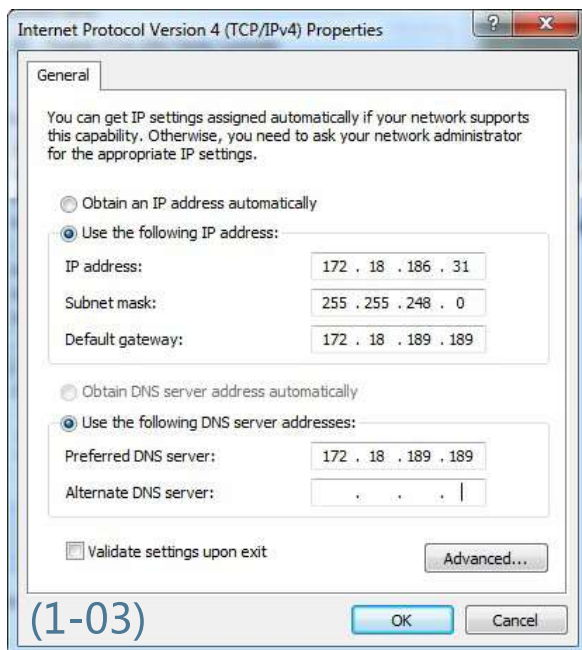 Internet Protocol Version 4 (TCP/IPv4) Properties
General
You can get IP settings assigned automatically if your network supports
this capability. Otherwise, you need to ask your network administrator
for the appropriate IP settings.
Obtain an IP address automatically
Use the following IP address:
IP address: 172 . 18 . 186 . 31
Subnet mask: 255 . 255 . 248 . 0
Default gateway: 172 . 18 . 189 . 189
Obtain DNS server address automatically
Use the following DNS server addresses:
Preferred DNS server: 172 . 18 . 189 . 189
Alternate DNS server: . . .
Validate settings upon exit
Advanced...
(1-03)
OK Cancel